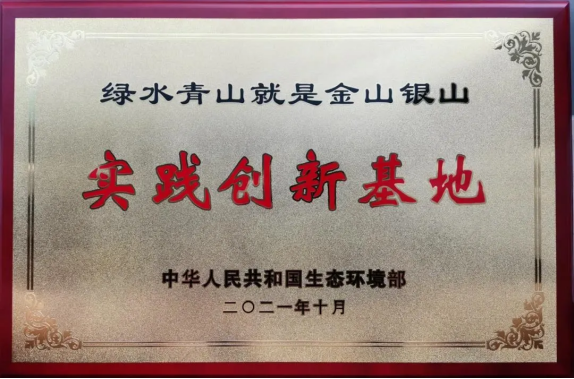 绿水青山就是金山银山
实践创新基地
中华人民共和国生态环境部
二〇二一年十月